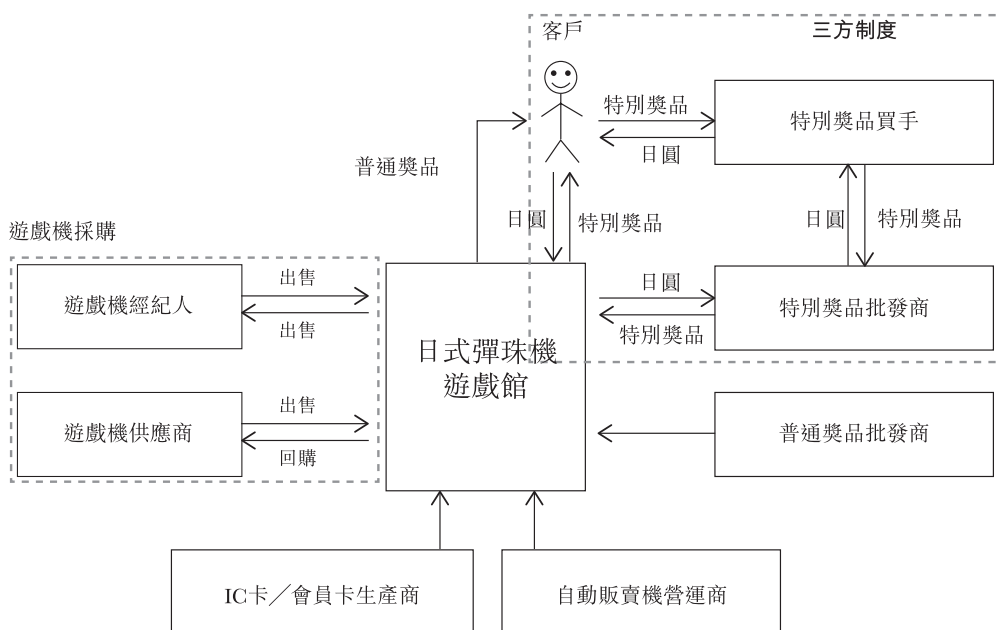 客戶
三方制度
特別獎品
日圓
特別獎品買手
普通獎品
日圓
特別獎品
日圓
特別獎品
遊戲機採購
遊戲機經紀人
出售
出售
日式彈珠機
遊戲館
日圓
特別獎品
特別獎品批發商
遊戲機供應商
出售
回購
普通獎品批發商
IC卡／會員卡生產商
自動販賣機營運商